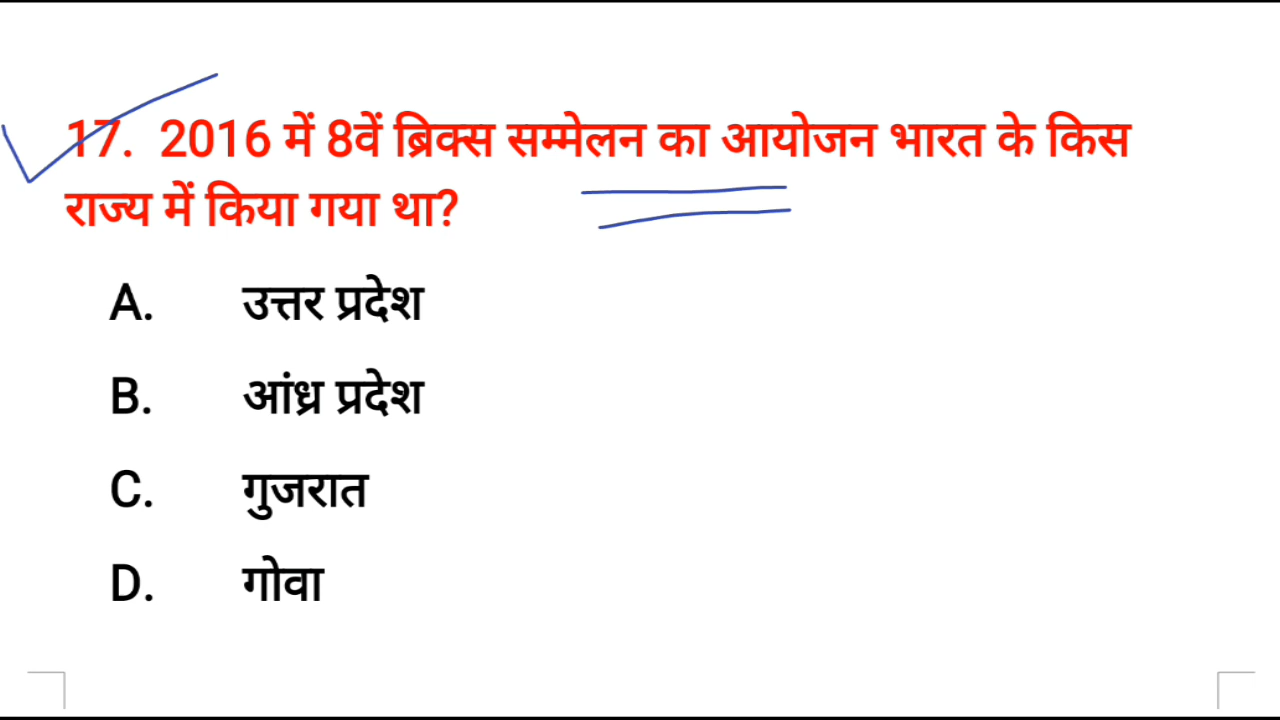 17. 2016 में 8वें ब्रिक्स सम्मेलन का आयोजन भारत के किस
राज्य में किया गया था?
A. उत्तर प्रदेश
B. आंध्र प्रदेश
C. गुजरात
D. गोवा